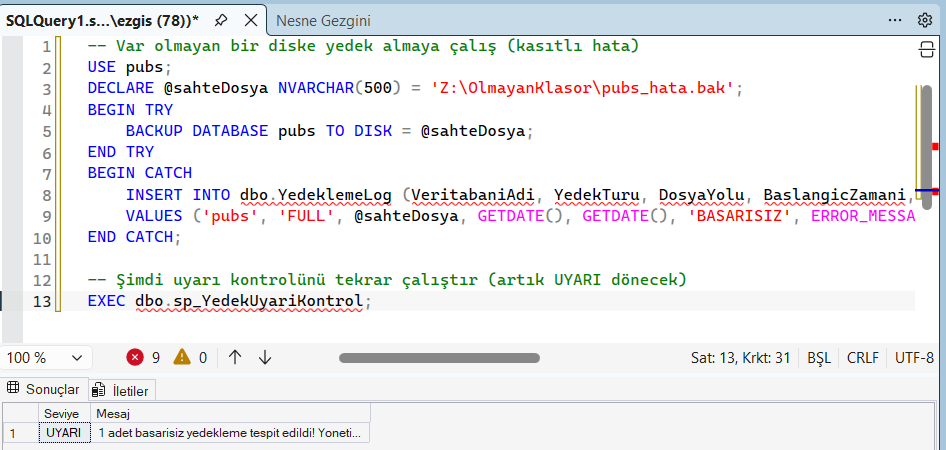 SQLQuery1.s...\ezgis (78))*
Nesne Gezgini
1 -- Var olmayan bir diske yedek almaya çalış (kasıtlı hata)
2 USE pubs;
3 DECLARE @sahteDosya NVARCHAR(500) = 'Z:\OlmayanKlasor\pubs_hata.bak';
4 BEGIN TRY
5 BACKUP DATABASE pubs TO DISK = @sahteDosya;
6 END TRY
7 BEGIN CATCH
8 INSERT INTO dbo.YedeklemeLog (VeritabaniAdi, YedekTuru, DosyaYolu, BaslangicZamani,
9 VALUES ('pubs', 'FULL', @sahteDosya, GETDATE(), GETDATE(), 'BASARISIZ', ERROR_MESSA
10 END CATCH;
11
12 -- Şimdi uyarı kontrolünü tekrar çalıştır (artık UYARI dönecek)
13 EXEC dbo.sp_YedekUyariKontrol;
100 % 9 0 Sat: 13, Krkt: 31 BŞL CRLF UTF-8
Sonuçlar İletiler
Seviye Mesaj
1 UYARI 1 adet basarisiz yedekleme tespit edildi! Yoneti...